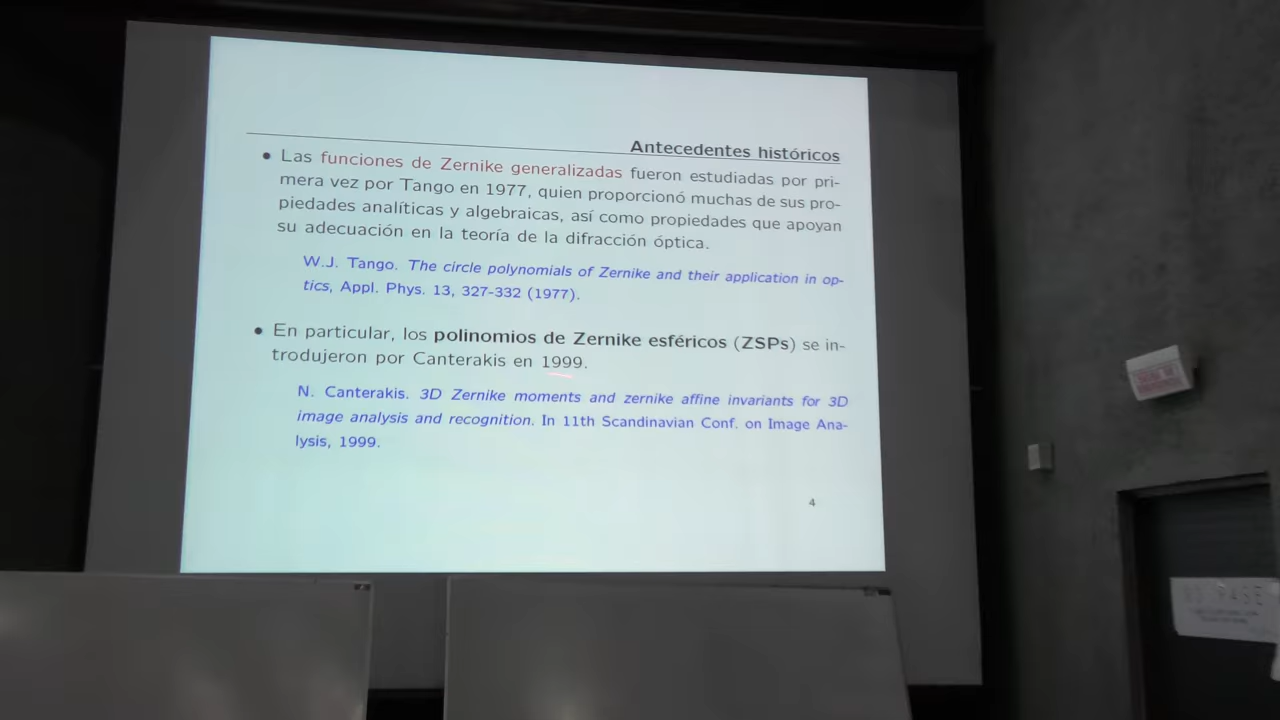 Antecedentes históricos
• Las funciones de Zernike generalizadas fueron estudiadas por pri-
mera vez por Tango en 1977, quien proporcionó muchas de sus pro-
piedades analíticas y algebraicas, así como propiedades que apoyan
su adecuación en la teoría de la difracción óptica.
W.J. Tango. The circle polynomials of Zernike and their application in op-
tics, Appl. Phys. 13, 327-332 (1977).
• En particular, los polinomios de Zernike esféricos (ZSPs) se in-
trodujeron por Canterakis en 1999.
N. Canterakis. 3D Zernike moments and zernike affine invariants for 3D
image analysis and recognition. In 11th Scandinavian Conf. on Image Ana-
lysis, 1999.
4